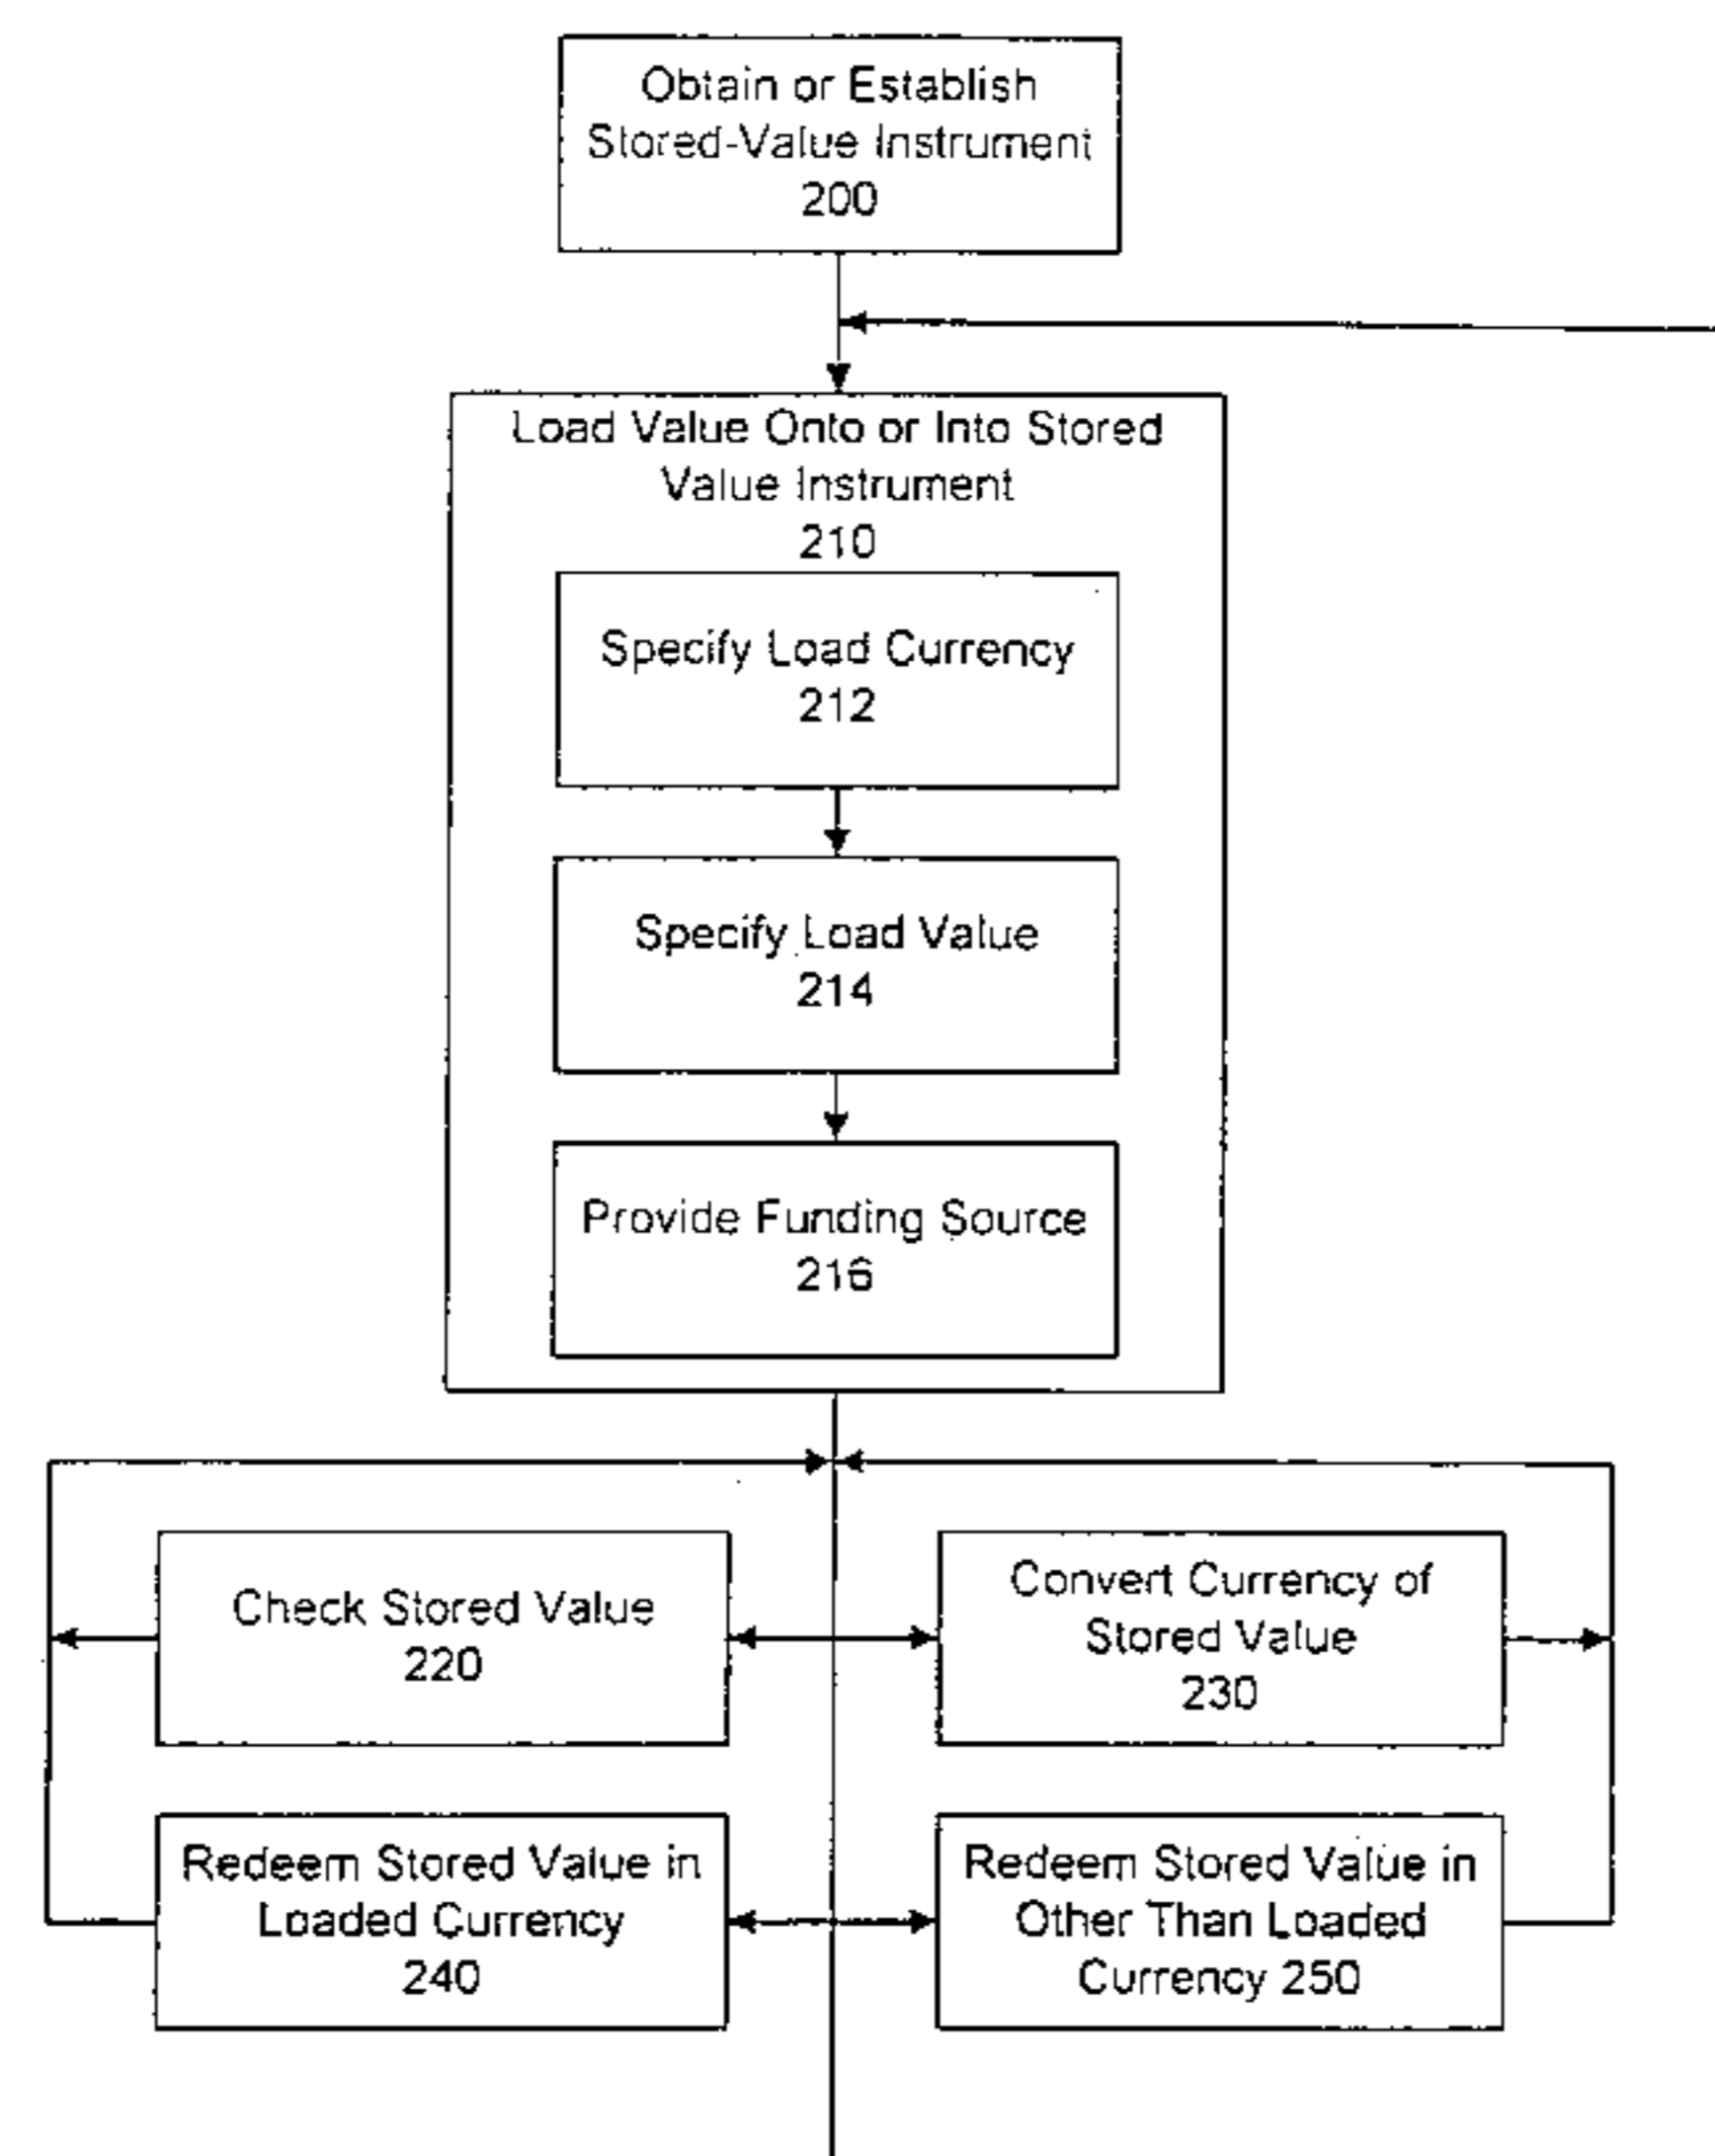 Obtain or Establish
Stored-Value Instrument
200
Load Value Onto or Into Stored
Value Instrument
210
Specify Load Currency
212
Specify Load Value
214
Provide Funding Source
216
Check Stored Value
220
Convert Currency of
Stored Value
230
Redeem Stored Value in
Loaded Currency
240
Redeem Stored Value in
Other Than Loaded
Currency 250